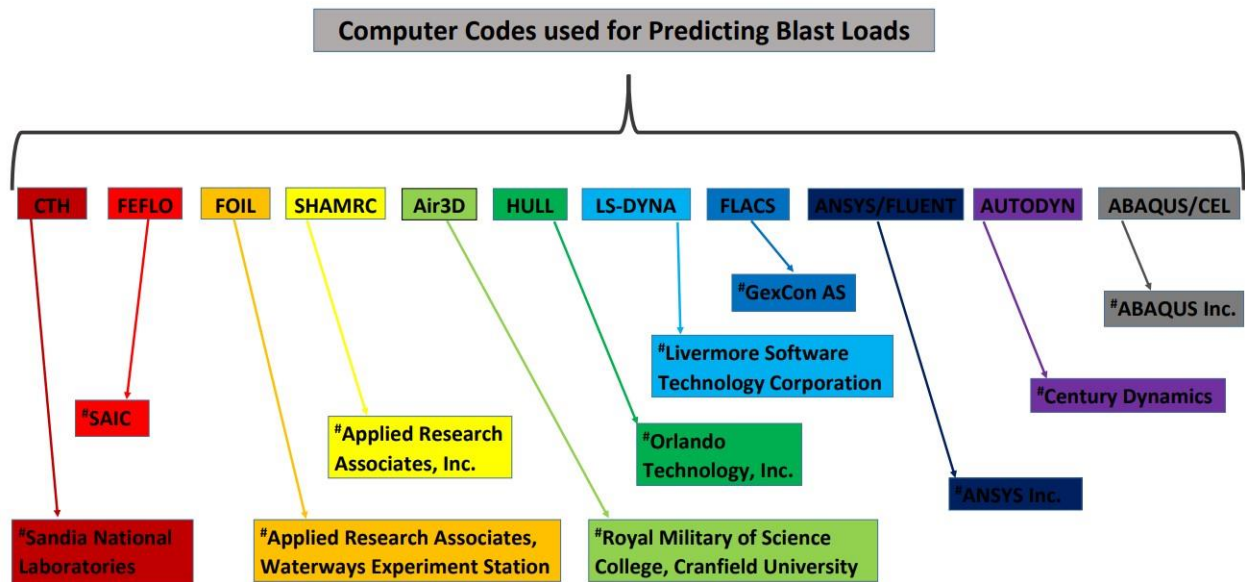 Computer Codes used for Predicting Blast Loads
CTH
FEFLO
FOIL
SHAMRC
Air3D
HULL
LS-DYNA
FLACS
ANSYS/FLUENT
AUTODYN
ABAQUS/CEL
#GexCon AS
#ABAQUS Inc.
#Livermore Software
Technology Corporation
#Century Dynamics
#SAIC
#Applied Research
Associates, Inc.
#Orlando
Technology, Inc.
#ANSYS Inc.
#Sandia National
Laboratories
#Applied Research Associates,
Waterways Experiment Station
#Royal Military of Science
College, Cranfield University